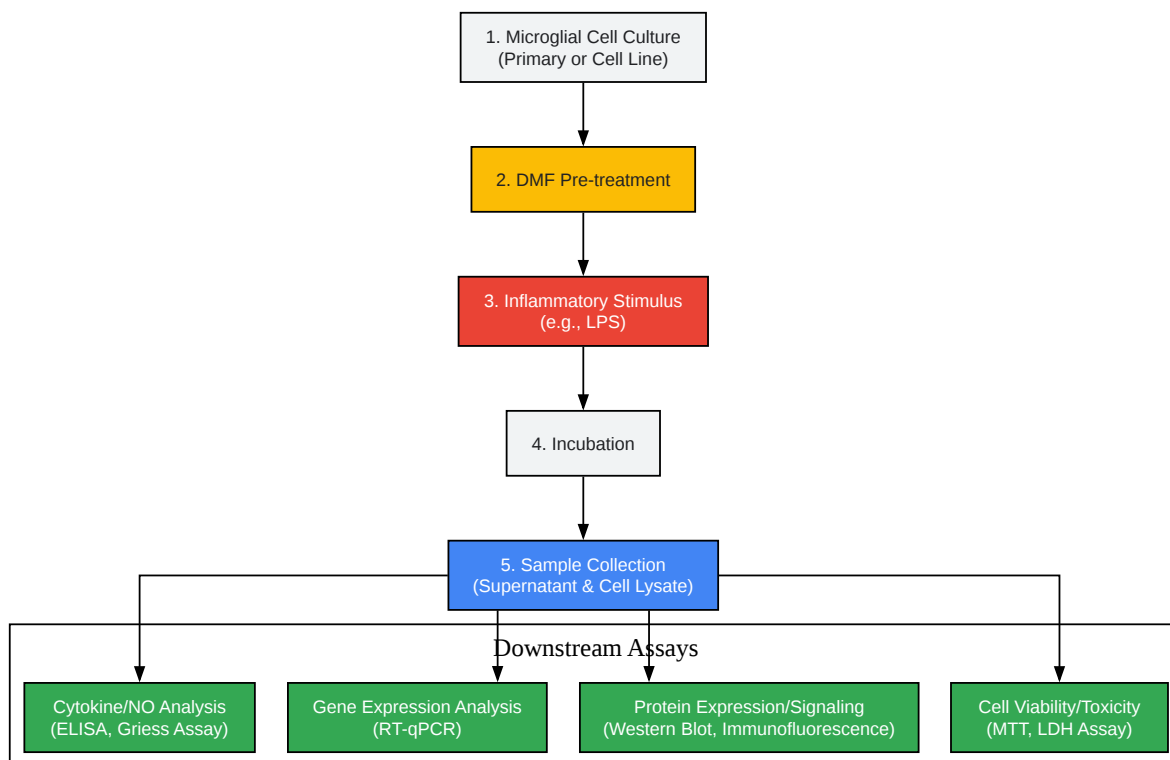 1. Microglial Cell Culture
(Primary or Cell Line)
2. DMF Pre-treatment
3. Inflammatory Stimulus
(e.g., LPS)
4. Incubation
5. Sample Collection
(Supernatant & Cell Lysate)
Downstream Assays
Cytokine/NO Analysis
(ELISA, Griess Assay)
Gene Expression Analysis
(RT-qPCR)
Protein Expression/Signaling
(Western Blot, Immunofluorescence)
Cell Viability/Toxicity
(MTT, LDH Assay)